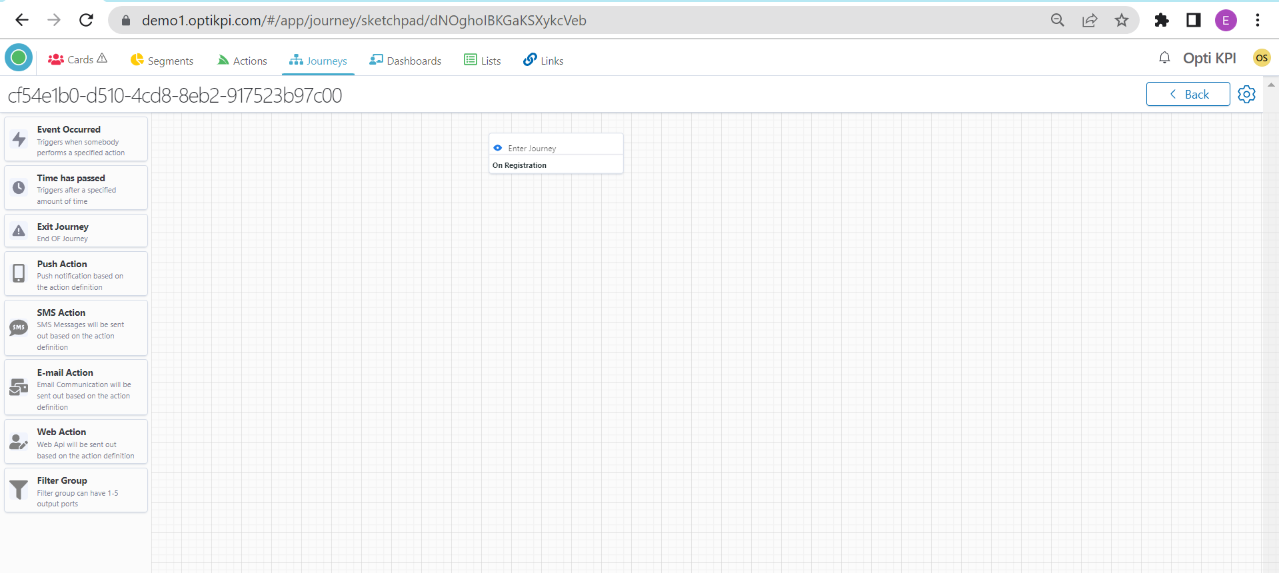 demo1.optikpi.com/#/app/journey/sketchpad/dNOghoIBKGaKSXykcVeb
E
Cards Segments Actions Journeys Dashboards Lists Links Opti KPI OS
cf54e1b0-d510-4cd8-8eb2-917523b97c00
Back
Event Occurred
Triggers when somebody
performs a specified action
Time has passed
Triggers after a specified
amount of time
Exit Journey
End OF Journey
Push Action
Push notification based on
the action definition
SMS
SMS Action
SMS Messages will be sent
out based on the action
definition
E-mail Action
Email Communication will be
sent out based on the action
definition
Web Action
Web Api will be sent out
based on the action definition
Filter Group
Filter group can have 1-5
output ports
Enter Journey
On Registration